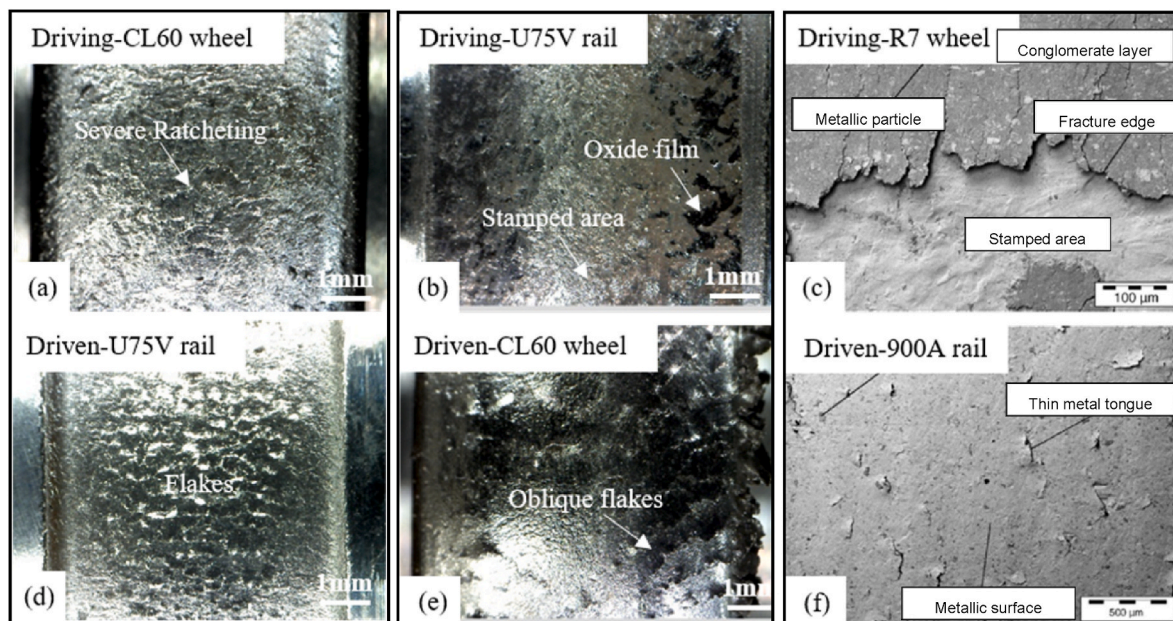 Driving-CL60 wheel
Severe Ratcheting
(a)
1mm
Driving-U75V rail
Oxide film
Stamped area
(b)
1mm
Driving-R7 wheel
Conglomerate layer
Metallic particle
Fracture edge
Stamped area
(c)
100 µm
Driven-U75V rail
Flakes
(d)
1mm
Driven-CL60 wheel
Oblique flakes
(e)
1mm
Driven-900A rail
Thin metal tongue
(f)
Metallic surface
500 µm